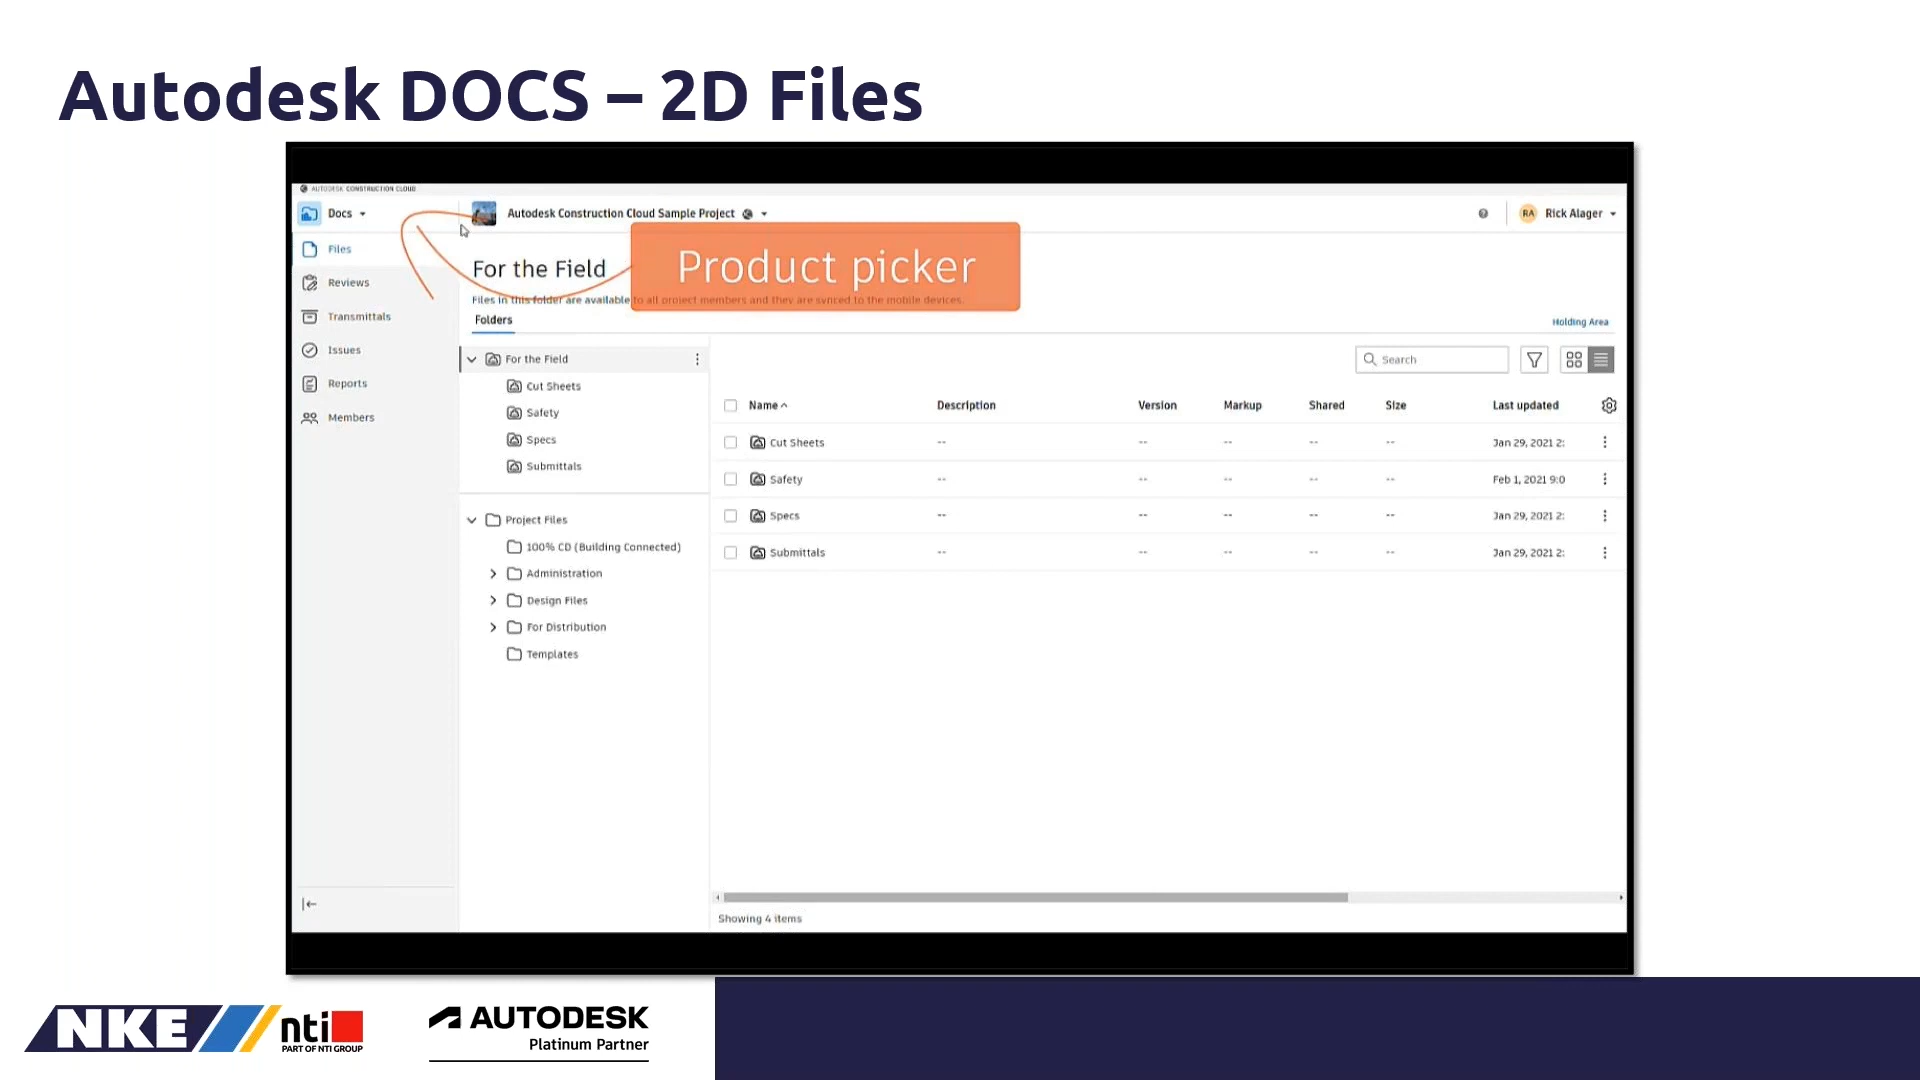 Autodesk DOCS – 2D Files
AUTODESK CONSTRUCTION CLOUD
Docs
Autodesk Construction Cloud Sample Project
RA Rick Alager
Product picker
Files
Reviews
Transmittals
Issues
Reports
Members
For the Field
Files in this folder are available to all project members and they are synced to the mobile devices.
Folders
Holding Area
For the Field
Cut Sheets
Safety
Specs
Submittals
Project Files
100% CD (Building Connected)
Administration
Design Files
For Distribution
Templates
Search
Name Description Version Markup Shared Size Last updated
Cut Sheets -- -- -- -- -- Jan 29, 2021 2:
Safety -- -- -- -- -- Feb 1, 2021 9:0
Specs -- -- -- -- -- Jan 29, 2021 2:
Submittals -- -- -- -- -- Jan 29, 2021 2:
Showing 4 items
NKE
nti
PART OF NTI GROUP
AUTODESK
Platinum Partner